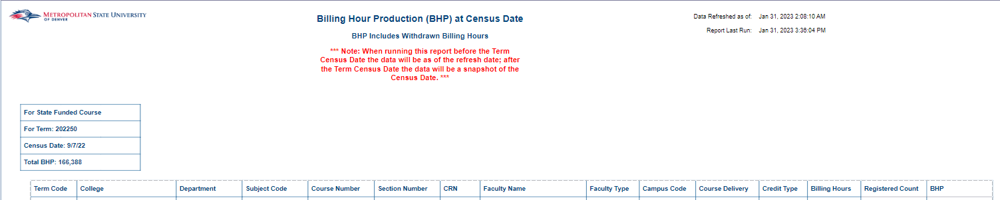 METROPOLITAN STATE UNIVERSITY
OF DENVER
Billing Hour Production (BHP) at Census Date
BHP Includes Withdrawn Billing Hours
*** Note: When running this report before the Term
Census Date the data will be as of the refresh date; after
the Term Census Date the data will be a snapshot of the
Census Date. ***
Data Refreshed as of: Jan 31, 2023 2:08:10 AM
Report Last Run: Jan 31, 2023 3:36:04 PM
For State Funded Course
For Term: 202250
Census Date: 9/7/22
Total BHP: 166,388
Term Code College Department Subject Code Course Number Section Number CRN Faculty Name Faculty Type Campus Code Course Delivery Credit Type Billing Hours Registered Count BHP